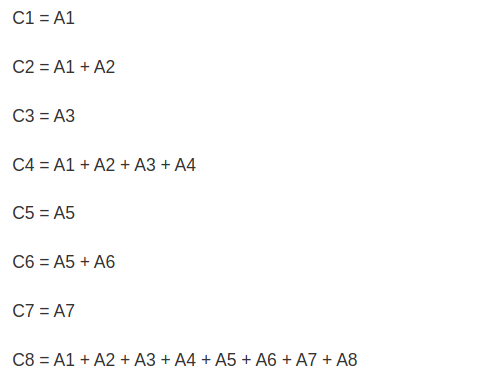 C1 = A1
C2 = A1 + A2
C3 = A3
C4 = A1 + A2 + A3 + A4
C5 = A5
C6 = A5 + A6
C7 = A7
C8 = A1 + A2 + A3 + A4 + A5 + A6 + A7 + A8